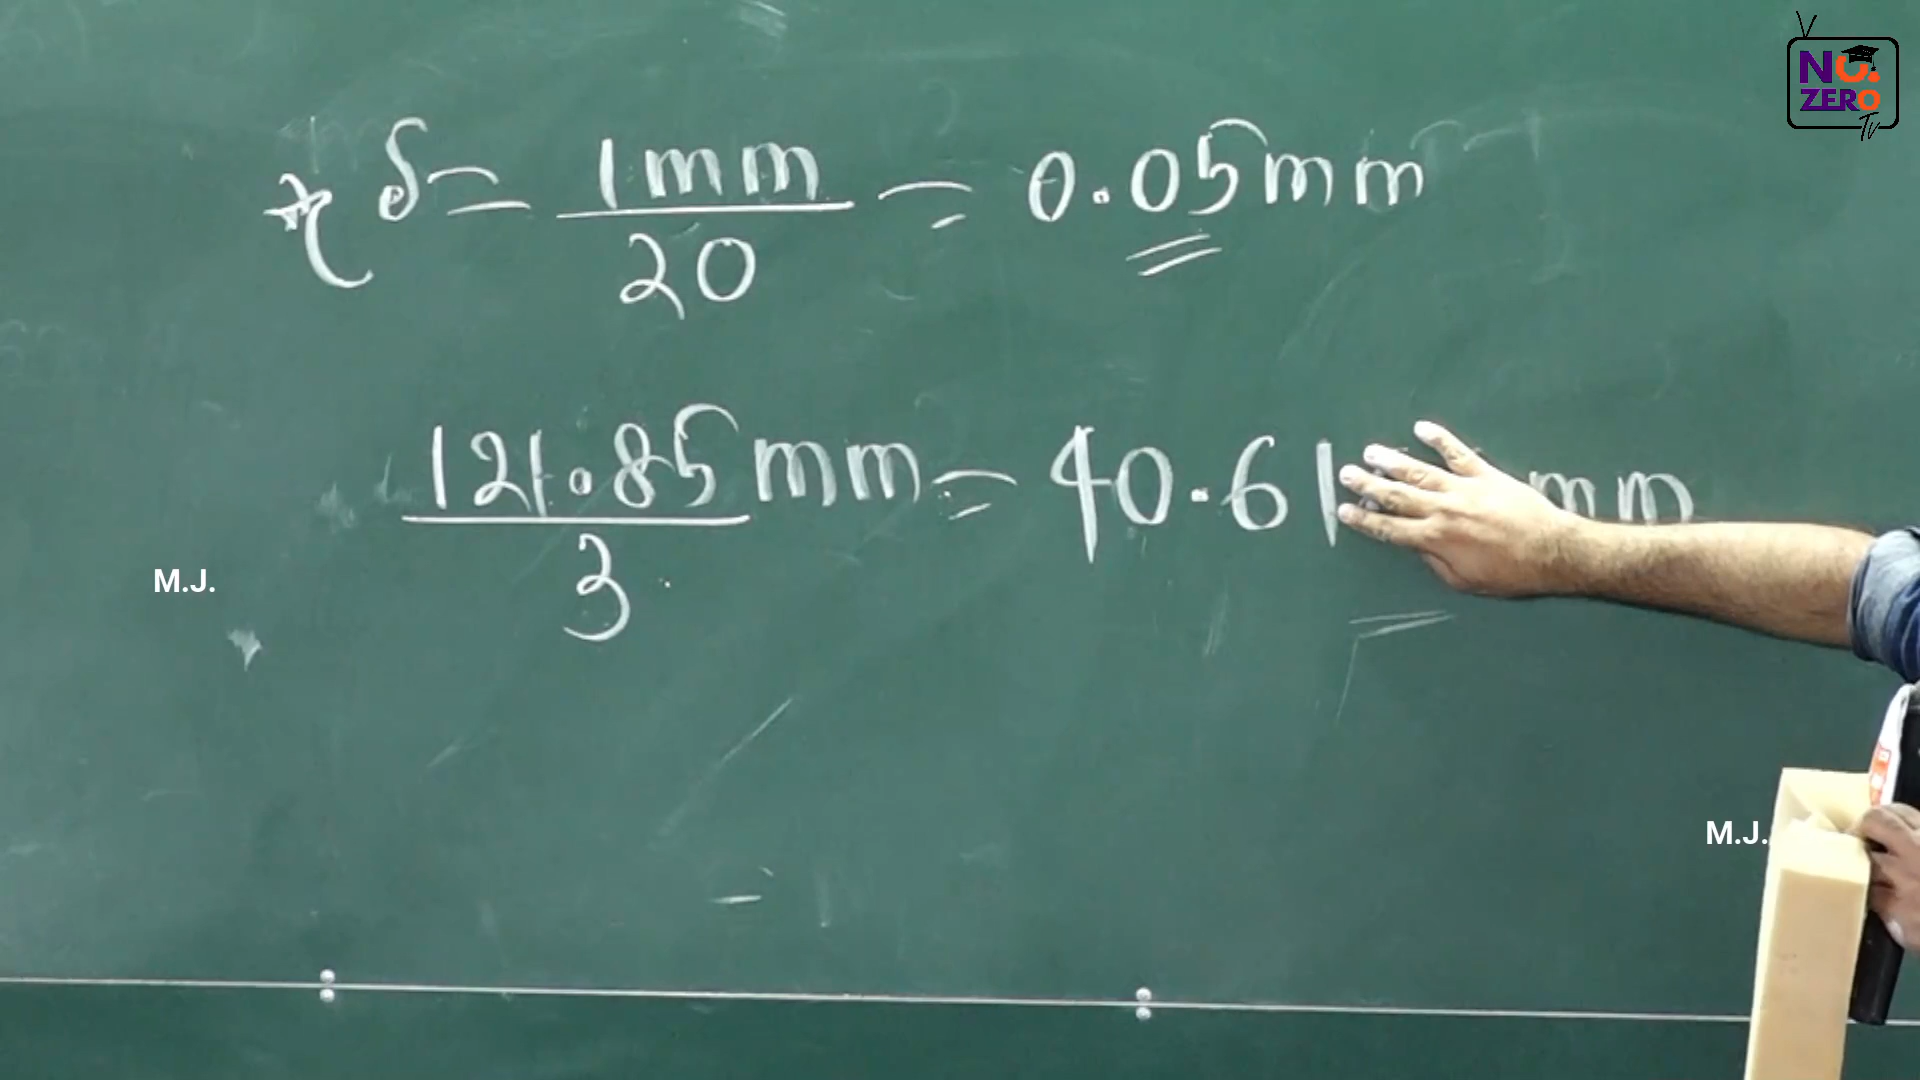 NO. ZERO TV
δ = 1mm / 20 = 0.05mm
121.85mm / 3 = 40.61 mm
M.J.
M.J.